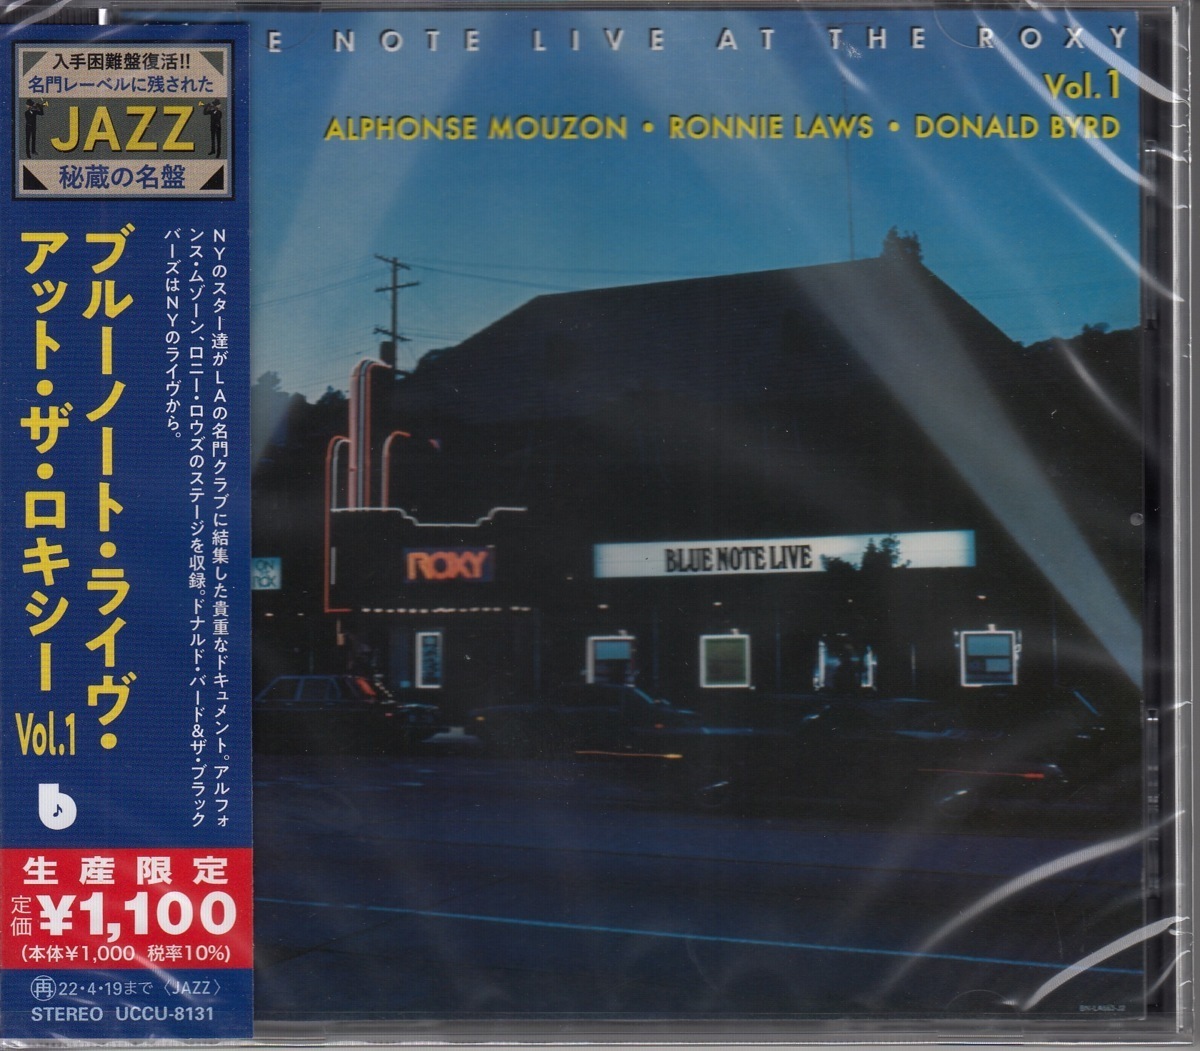 入手困難盤復活!!
名門レーベルに残された
JAZZ
秘蔵の名盤
ブルーノート・ライヴ・
アット・ザ・ロキシー Vol.1
NYのスター達がLAの名門クラブに結集した貴重なドキュメント。アルフォ
ンス・ムゾーン、ロニー・ロウズのステージを収録。ドナルド・バード&ザ・ブラック
バーズはNYのライヴから。
生産限定
定価 ¥1,100
(本体¥1,000 税率10%)
再22・4・19まで〈JAZZ〉
STEREO UCCU-8131
E NOTE LIVE AT THE ROXY
Vol.1
ALPHONSE MOUZON • RONNIE LAWS • DONALD BYRD
ROXY
BLUE NOTE LIVE
ON